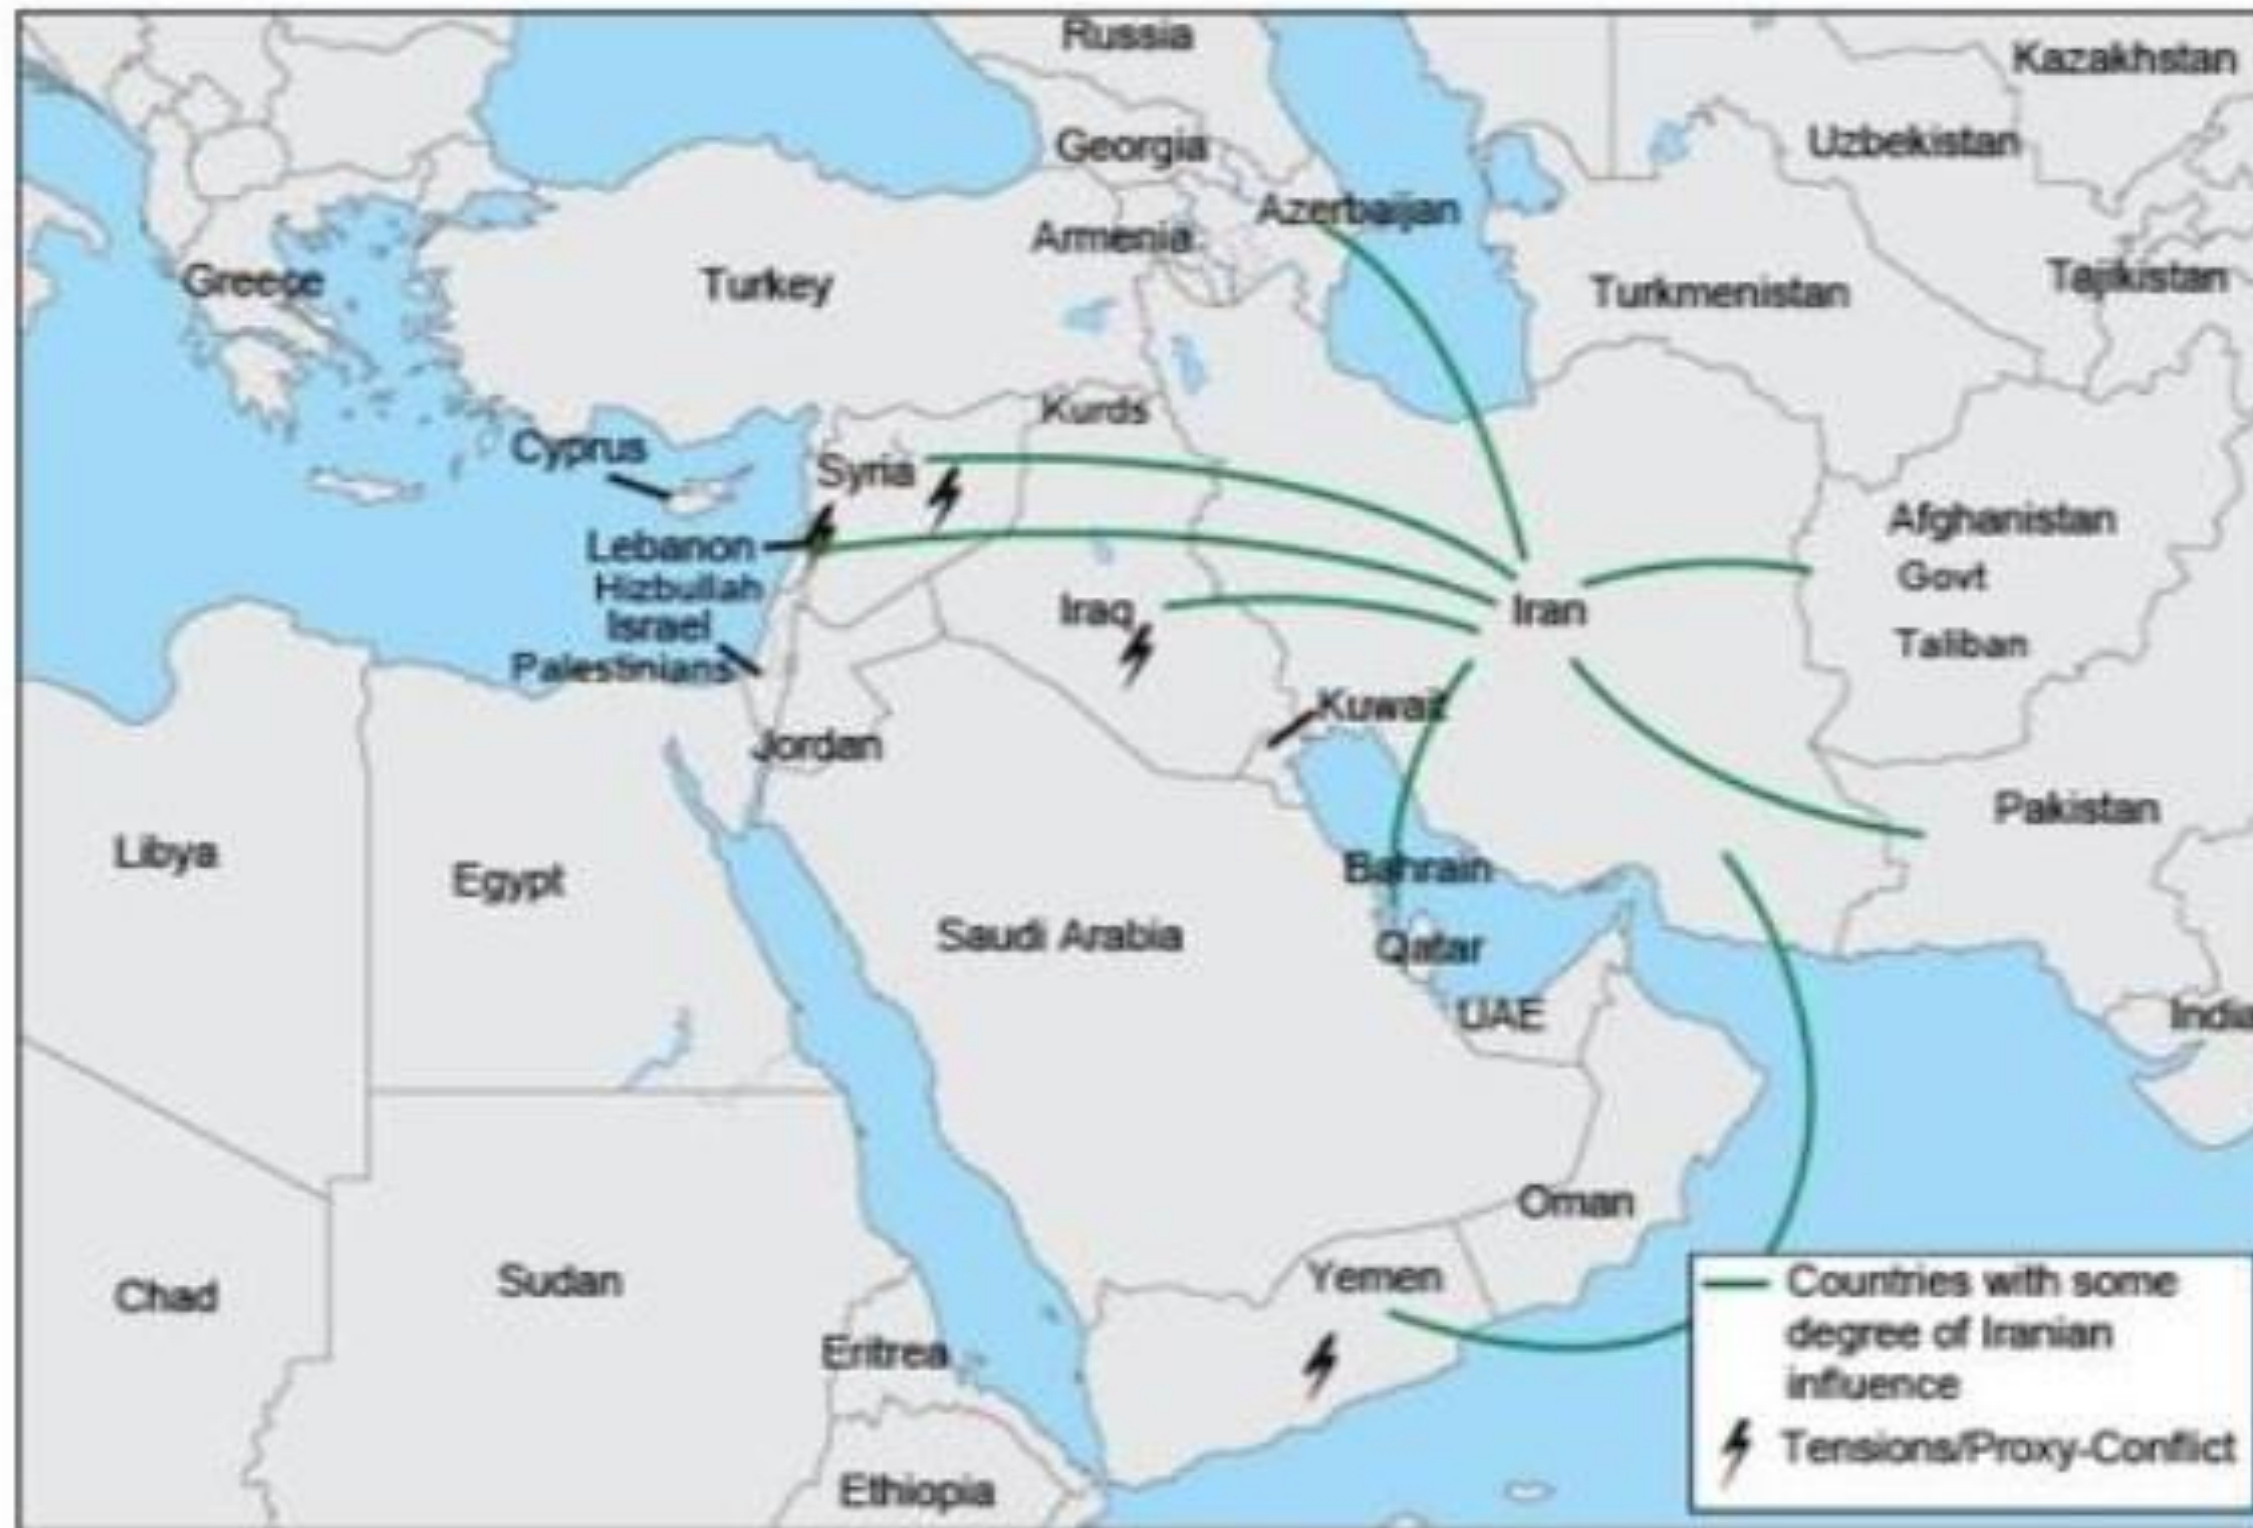 Russia
Kazakhstan
Georgia
Uzbekistan
Azerbaijan
Armenia
Greece
Turkey
Turkmenistan
Tajikistan
Kurds
Cyprus
Syria
Afghanistan
Lebanon
Govt
Hizbullah
Iraq
Iran
Israel
Taliban
Palestinians
Kuwait
Jordan
Pakistan
Libya
Egypt
Bahrain
Saudi Arabia
Qatar
UAE
India
Oman
Chad
Sudan
Yemen
Eritrea
Ethiopia
Countries with some
degree of Iranian
influence
Tensions/Proxy-Conflict